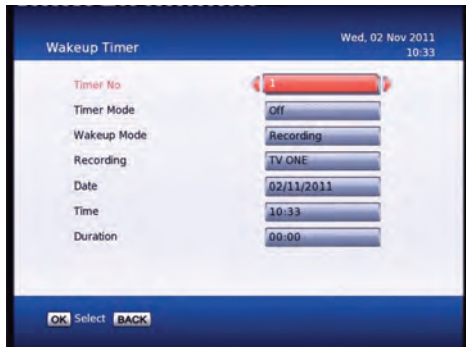 Wakeup Timer
Wed, 02 Nov 2011
10:33
Timer No 1
Timer Mode Off
Wakeup Mode Recording
Recording TV ONE
Date 02/11/2011
Time 10:33
Duration 00:00
OK Select BACK